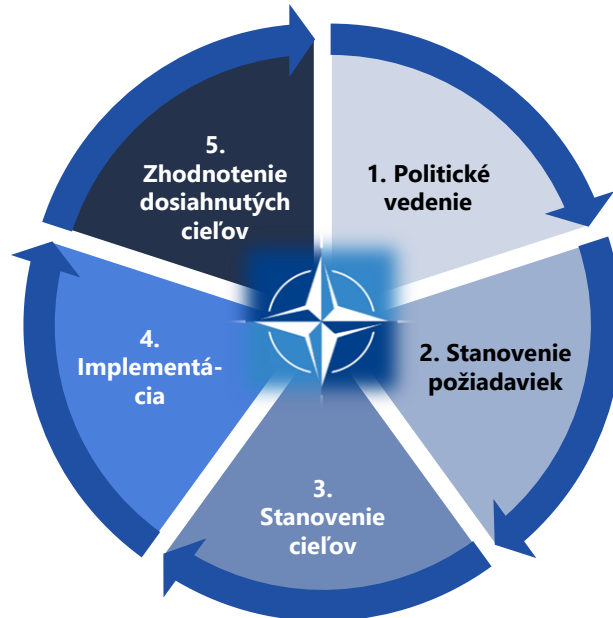 1. Politické
vedenie
2. Stanovenie
požiadaviek
3.
Stanovenie
cieľov
4.
Implementá-
cia
5.
Zhodnotenie
dosiahnutých
cieľov